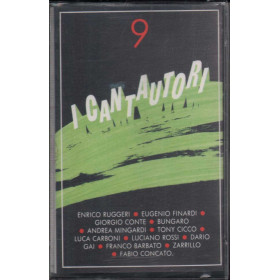 9
I CANTAUTORI
ENRICO RUGGERI • EUGENIO FINARDI •
GIORGIO CONTE • BUNGARO
• ANDREA MINGARDI • TONY CICCO •
LUCA CARBONI • LUCIANO ROSSI • DARIO
GAI • FRANCO BARBATO • ZARRILLO
• FABIO CONCATO.